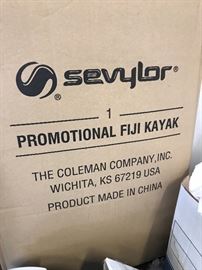 sevylor®
®
1
PROMOTIONAL FIJI KAYAK
THE COLEMAN COMPANY,INC.
WICHITA, KS 67219 USA
PRODUCT MADE IN CHINA